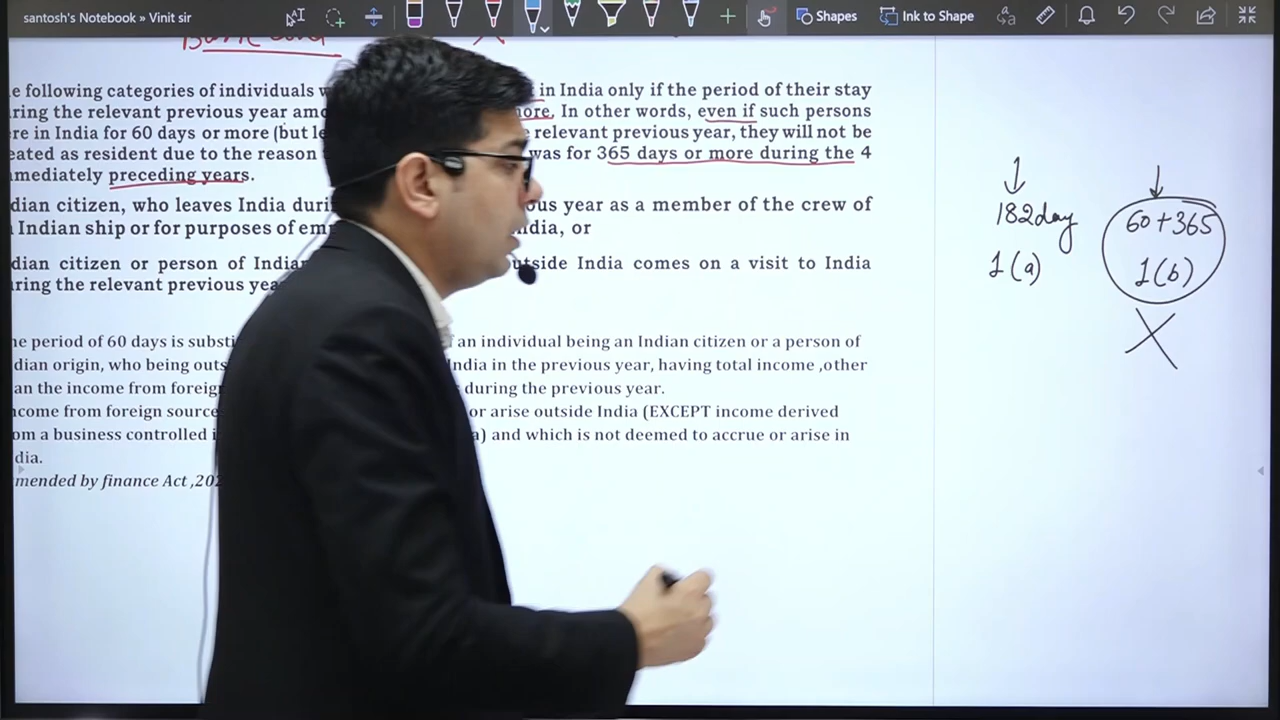 santosh's Notebook » Vinit sir
Shapes
Ink to Shape
e following categories of individuals in India only if the period of their stay
ring the relevant previous year amo ore. In other words, even if such persons
re in India for 60 days or more (but le relevant previous year, they will not be
eated as resident due to the reason was for 365 days or more during the 4
mediately preceding years.
dian citizen, who leaves India duri ous year as a member of the crew of
Indian ship or for purposes of em dia, or
dian citizen or person of India tside India comes on a visit to India
ring the relevant previous yea
he period of 60 days is substi an individual being an Indian citizen or a person of
dian origin, who being outs India in the previous year, having total income ,other
an the income from foreign during the previous year.
come from foreign source or arise outside India (EXCEPT income derived
om a business controlled i a) and which is not deemed to accrue or arise in
dia.
mended by finance Act ,202
182day
1(a)
60+365
1(b)